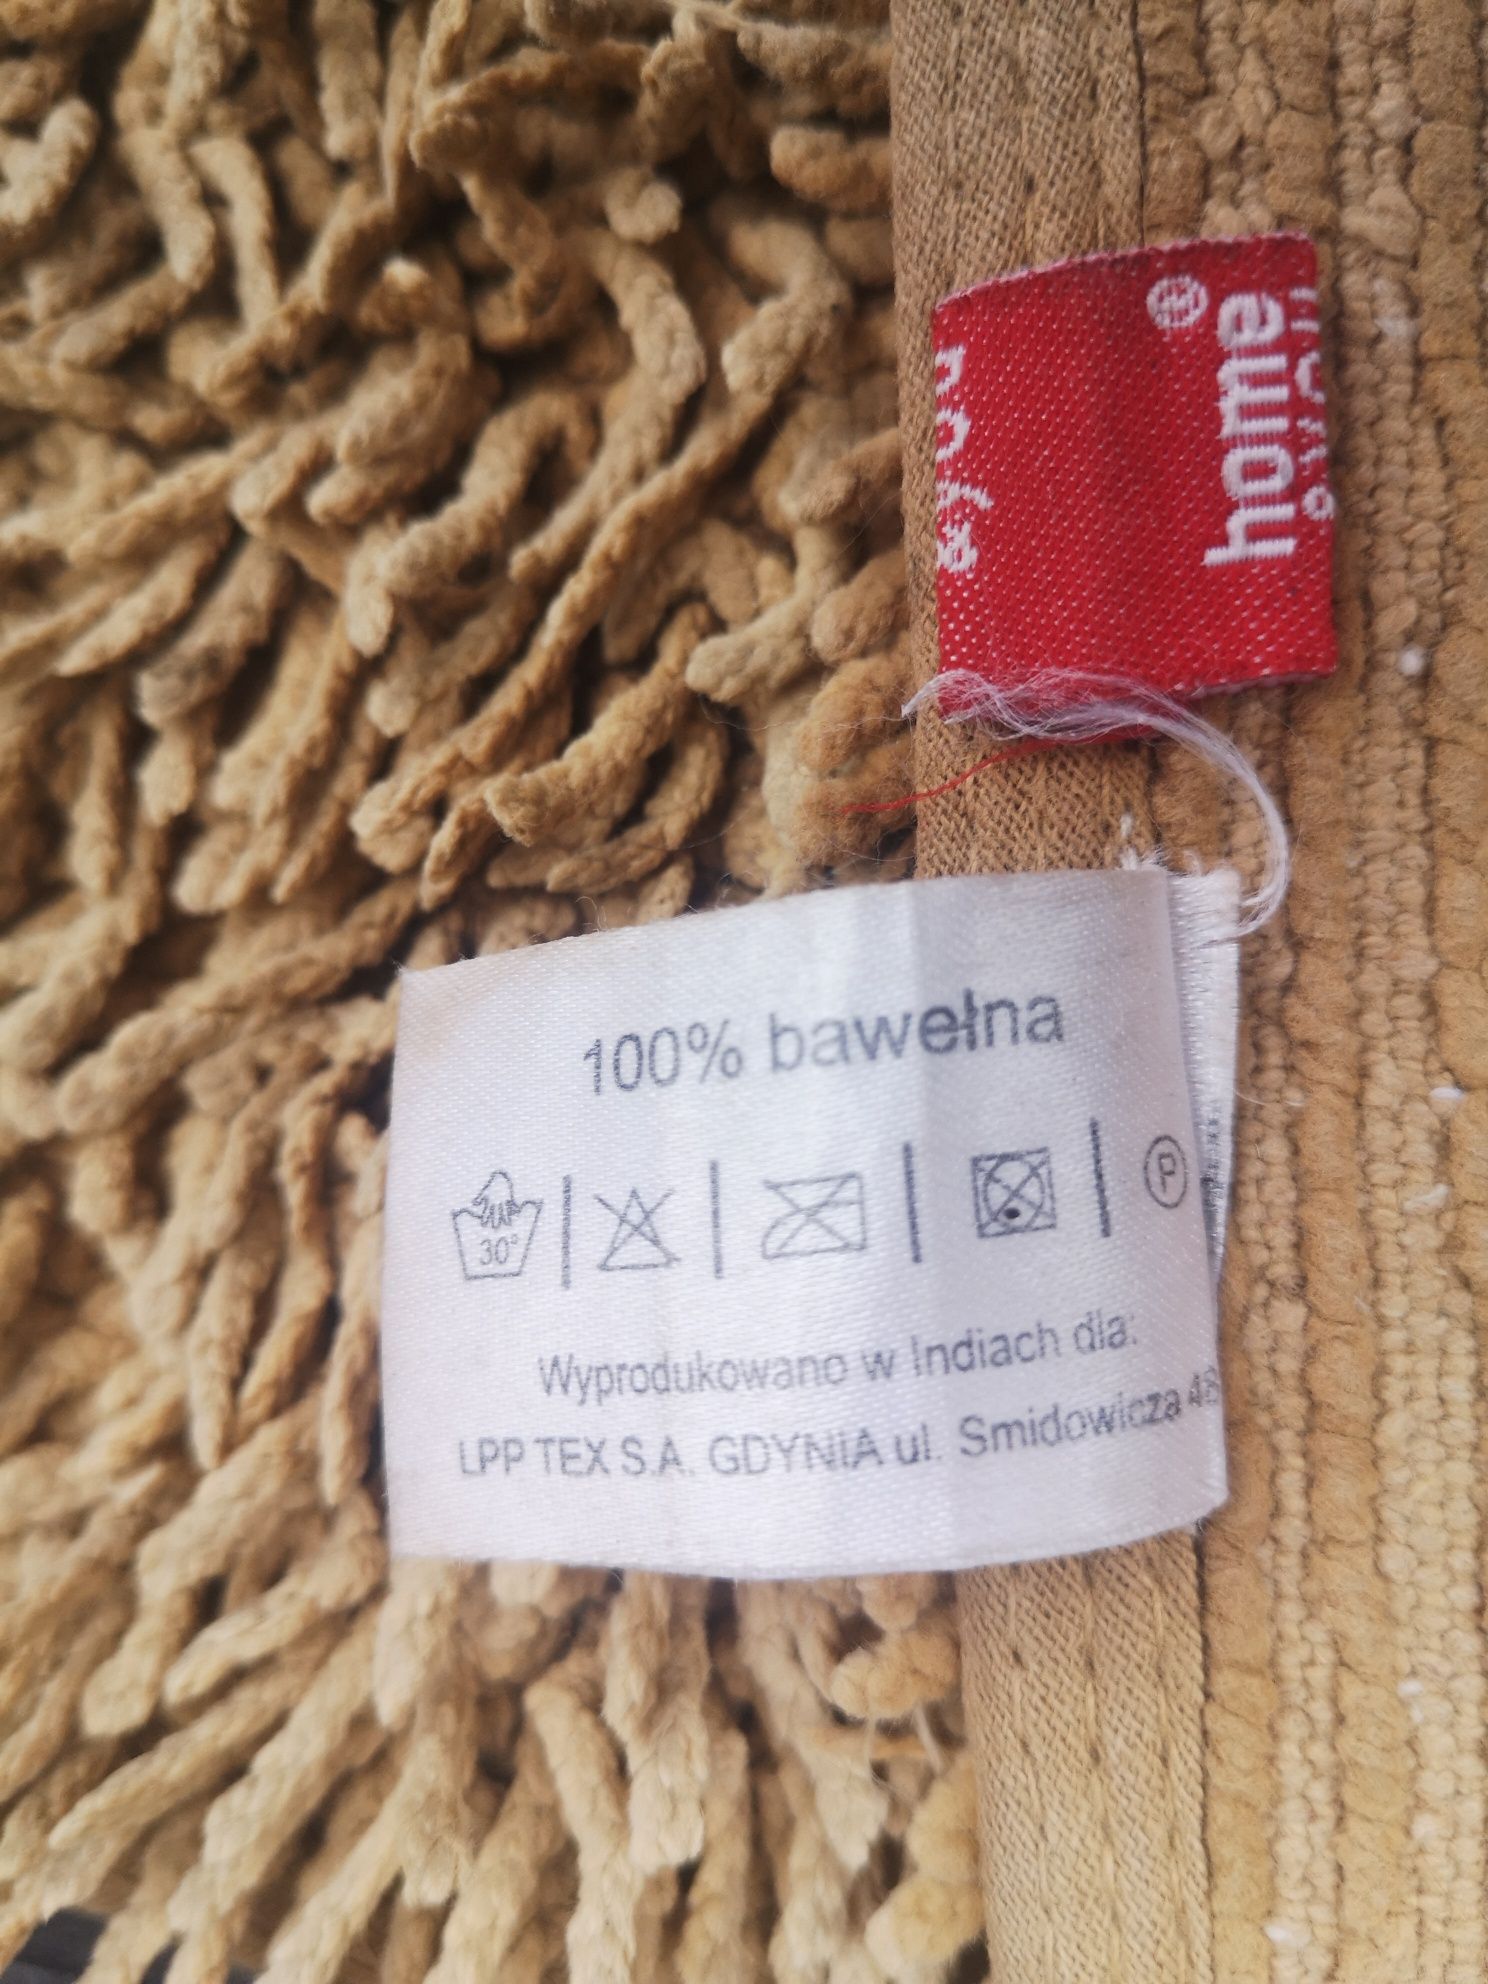 home
®
100% bawełna
30°
P
Wyprodukowano w Indiach dla:
LPP TEX S.A. GDYNIA ul. Smidowicza 48